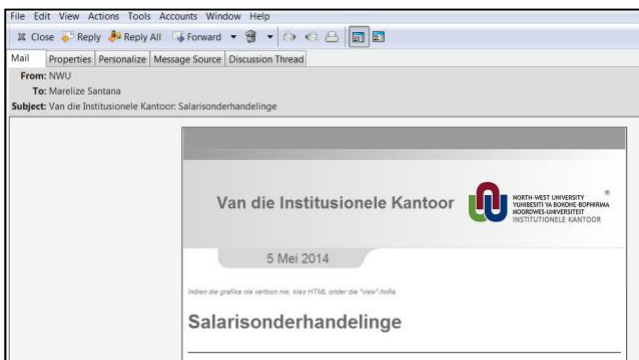 File Edit View Actions Tools Accounts Window Help
Close Reply Reply All Forward
Mail Properties Personalize Message Source Discussion Thread
From: NWU
To: Marelize Santana
Subject: Van die Institusionele Kantoor: Salarisonderhandelinge
Van die Institusionele Kantoor
NORTH-WEST UNIVERSITY ®
YUNIBESITI YA BOKONE-BOPHIRIMA
NOORDWES-UNIVERSITEIT
INSTITUTIONELE KANTOOR
5 Mei 2014
Indien die grafika nie vertoon nie, kies HTML onder die "view"-hofie.
Salarisonderhandelinge